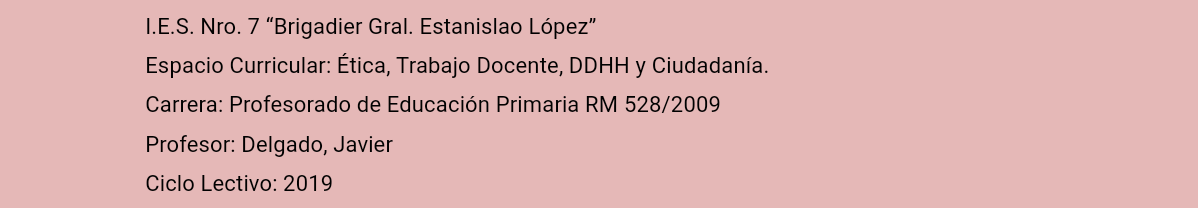 I.E.S. Nro. 7 “Brigadier Gral. Estanislao López”
Espacio Curricular: Ética, Trabajo Docente, DDHH y Ciudadanía.
Carrera: Profesorado de Educación Primaria RM 528/2009
Profesor: Delgado, Javier
Ciclo Lectivo: 2019